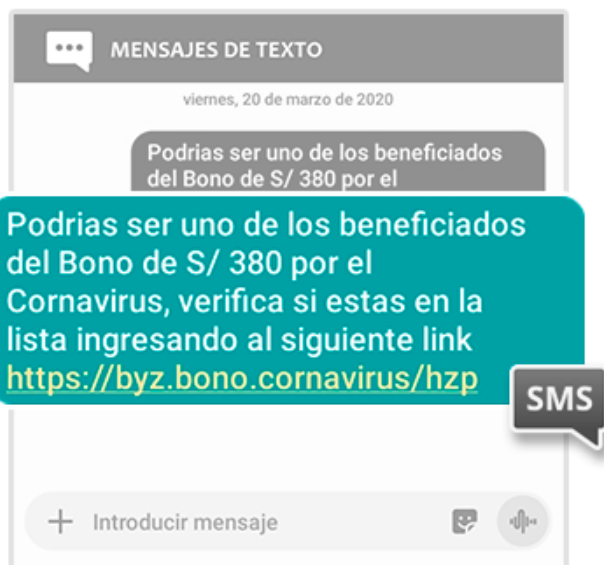 MENSAJES DE TEXTO
viernes, 20 de marzo de 2020
Podrias ser uno de los beneficiados
del Bono de S/ 380 por el
Podrias ser uno de los beneficiados
del Bono de S/ 380 por el
Cornavirus, verifica si estas en la
lista ingresando al siguiente link
https://byz.bono.cornavirus/hzp
SMS
Introducir mensaje